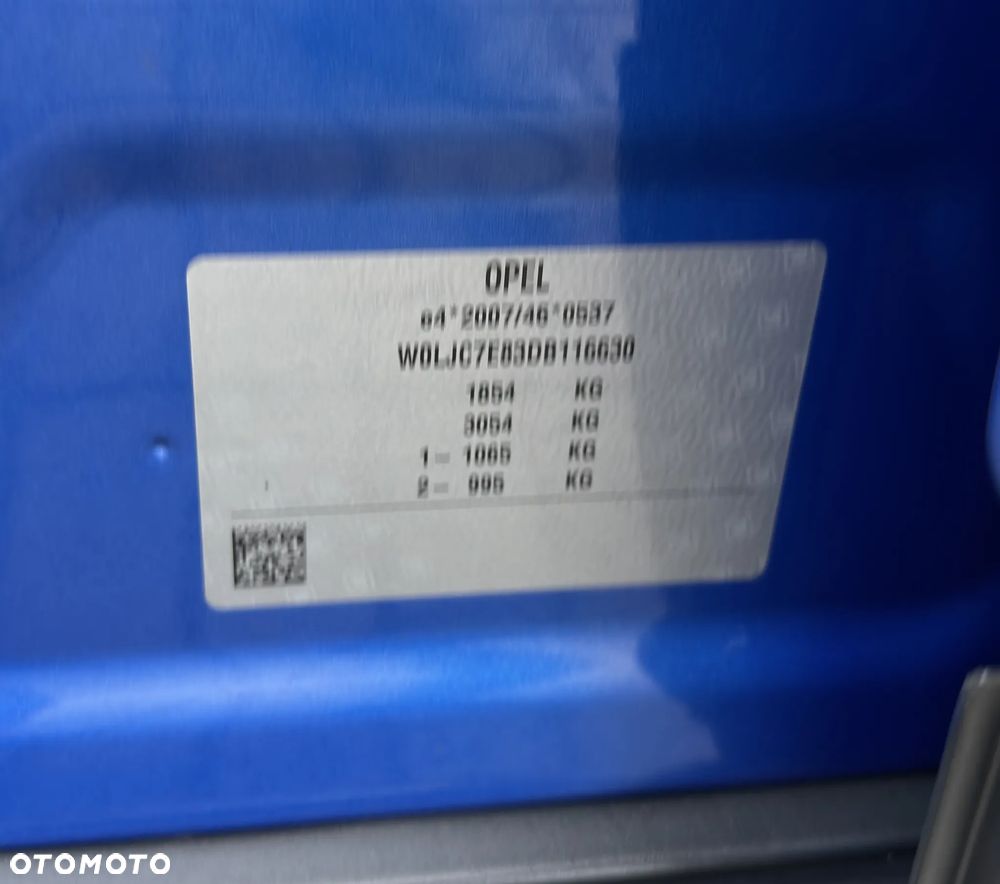 OPEL
e4*2007/46*0537
W0LJC7E83DB116630
1854 KG
3054 KG
1 – 1065 KG
2 – 995 KG
OTOMOTO